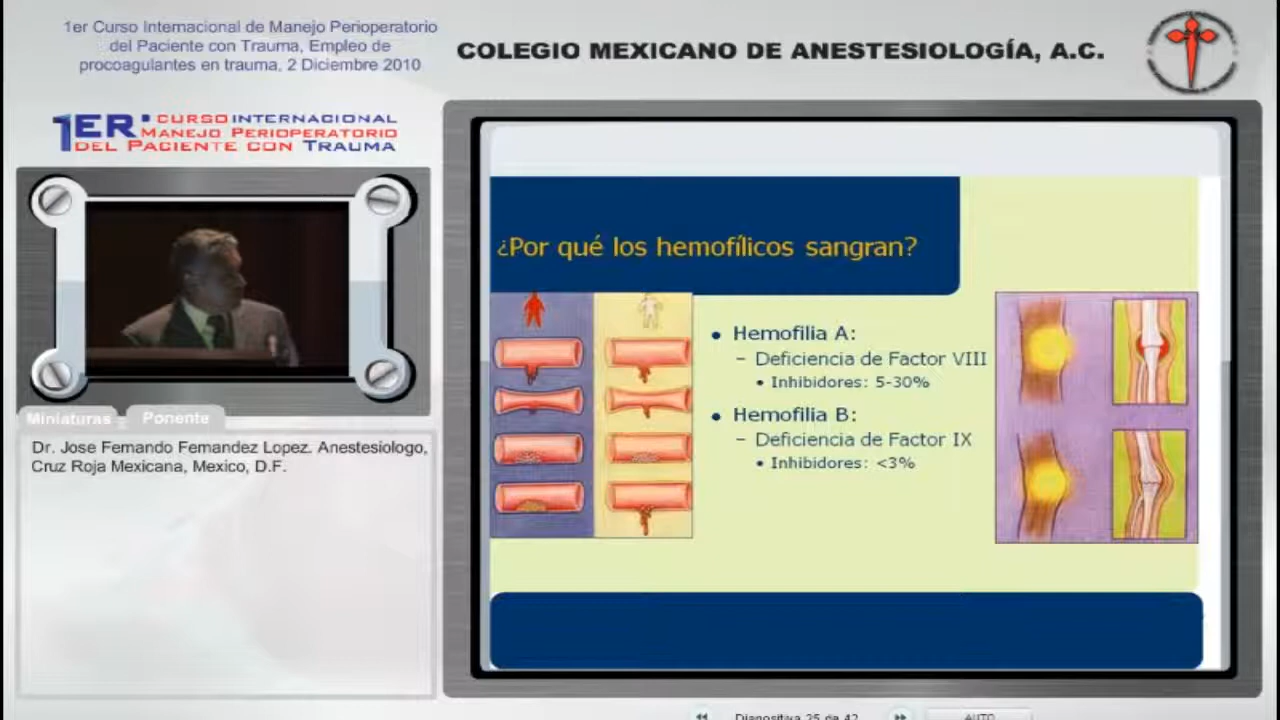 1er Curso Internacional de Manejo Perioperatorio
del Paciente con Trauma, Empleo de
procoagulantes en trauma, 2 Diciembre 2010
COLEGIO MEXICANO DE ANESTESIOLOGÍA, A.C.
1ER. CURSO INTERNACIONAL
MANEJO PERIOPERATORIO
DEL PACIENTE CON TRAUMA
Miniaturas
Ponente
Dr. Jose Fernando Fernandez Lopez. Anestesiologo,
Cruz Roja Mexicana, Mexico, D.F.
¿Por qué los hemofílicos sangran?
• Hemofilia A:
– Deficiencia de Factor VIII
• Inhibidores: 5-30%
• Hemofilia B:
– Deficiencia de Factor IX
• Inhibidores: <3%
Diapositiva 25 de 42
AUTO